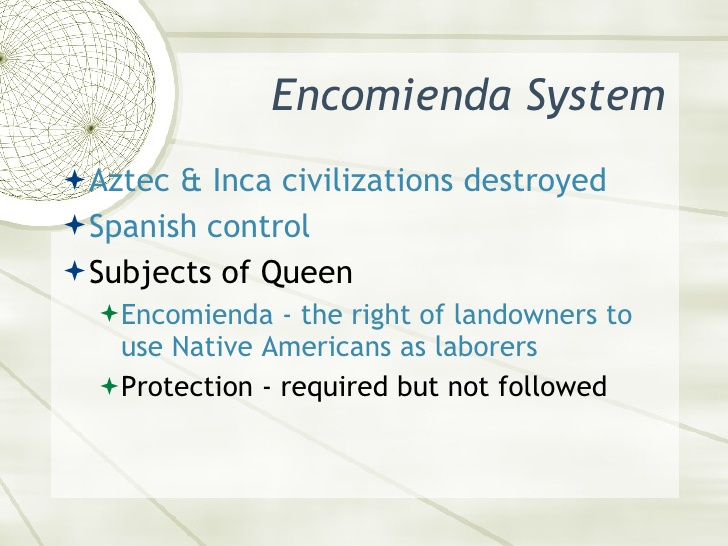 Encomienda System
Aztec & Inca civilizations destroyed
Spanish control
Subjects of Queen
Encomienda - the right of landowners to
use Native Americans as laborers
Protection - required but not followed